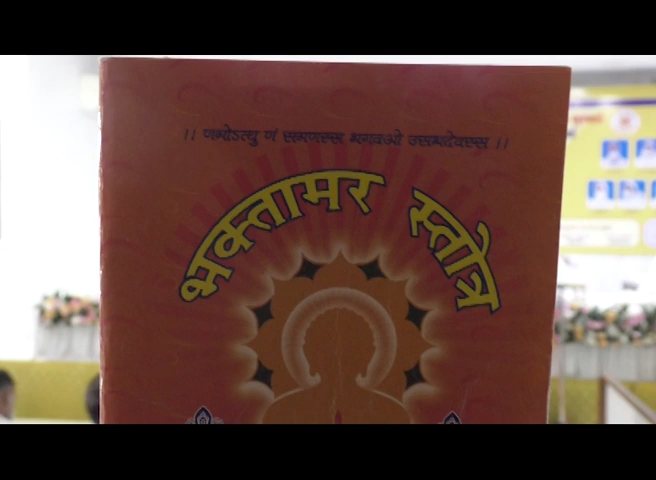 ।। णमोऽत्थु णं समणस्स भगवओ उसभदेवस्स ।।
भक्तामर स्तोत्र